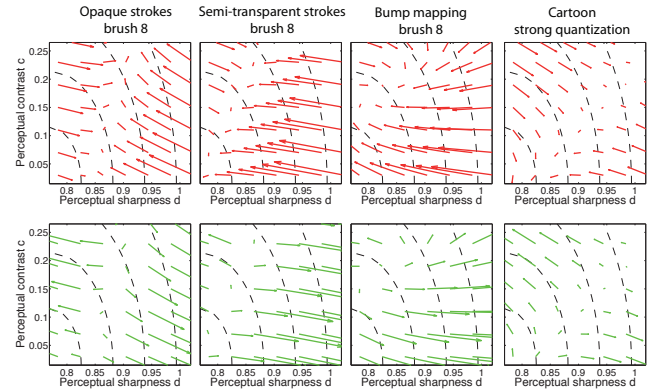 Opaque strokes
brush 8
Semi-transparent strokes
brush 8
Bump mapping
brush 8
Cartoon
strong quantization
Perceptual contrast c
0.25
0.2
0.15
0.1
0.05
0.8 0.85 0.9 0.95 1
Perceptual sharpness d
0.8 0.85 0.9 0.95 1
Perceptual sharpness d
0.8 0.85 0.9 0.95 1
Perceptual sharpness d
0.8 0.85 0.9 0.95 1
Perceptual sharpness d
Perceptual contrast c
0.25
0.2
0.15
0.1
0.05
0.8 0.85 0.9 0.95 1
Perceptual sharpness d
0.8 0.85 0.9 0.95 1
Perceptual sharpness d
0.8 0.85 0.9 0.95 1
Perceptual sharpness d
0.8 0.85 0.9 0.95 1
Perceptual sharpness d